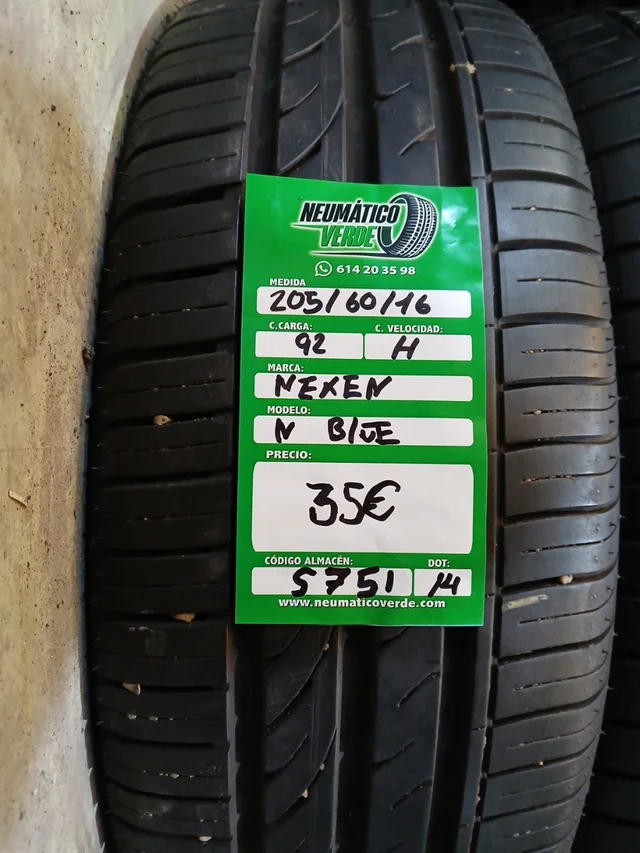 NEUMÁTICO
VERDE
614 20 35 98
MEDIDA
205/60/16
C.CARGA: C. VELOCIDAD:
92 H
MARCA:
NEXEN
MODELO:
N BluE
PRECIO:
35€
CÓDIGO ALMACÉN: DOT:
5751 14
www.neumaticoverde.com